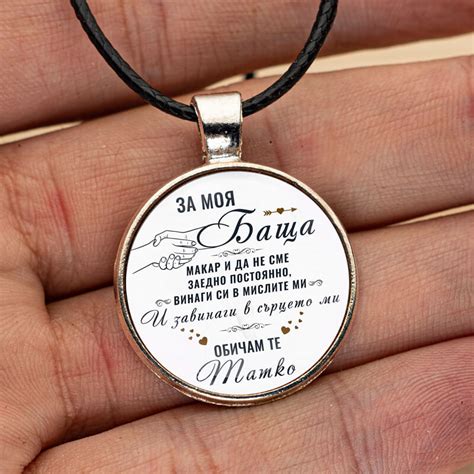 ЗА МОЯ
Баща
МАКАР И ДА НЕ СМЕ
ЗАЕДНО ПОСТОЯННО,
ВИНАГИ СИ В МИСЛИТЕ МИ
И завинаги в сърцето ми
ОБИЧАМ ТЕ
Татко